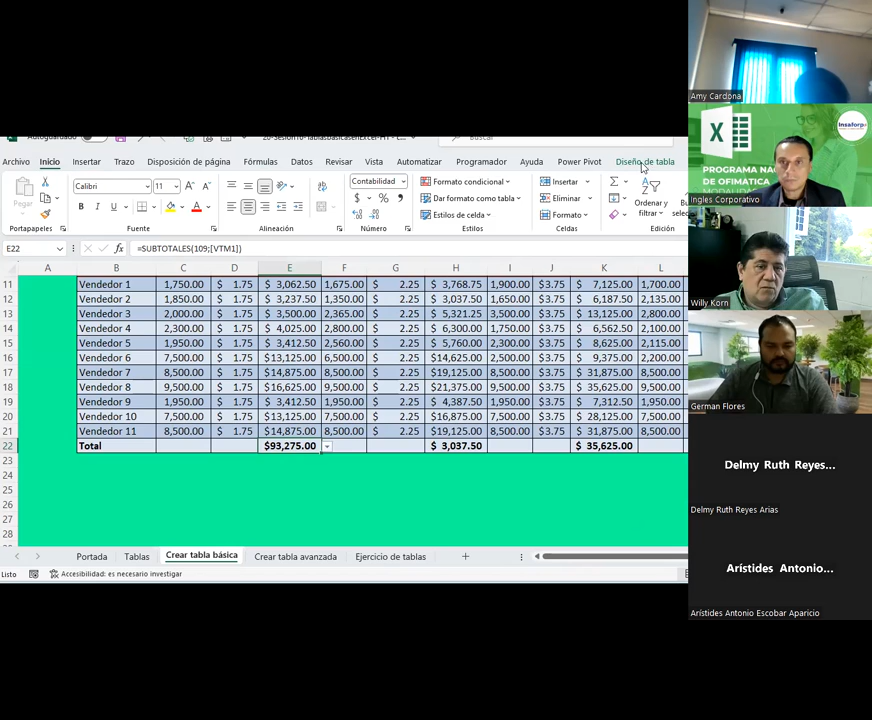 Autoguardado
Buscar
Archivo Inicio Insertar Trazo Disposición de página Fórmulas Datos Revisar Vista Automatizar Programador Ayuda Power Pivot Diseño de tabla
Pegar
Calibri 11
Contabilidad
Formato condicional
Dar formato como tabla
Estilos de celda
Insertar
Eliminar
Formato
Ordenar y
filtrar
Portapapeles Fuente Alineación Número Estilos Celdas Edición
E22 fx =SUBTOTALES(109;[VTM1])
A B C D E F G H I J K L
11 Vendedor 1 1,750.00 $ 1.75 $ 3,062.50 1,675.00 $ 2.25 $ 3,768.75 1,900.00 $3.75 $ 7,125.00 1,700.00
12 Vendedor 2 1,850.00 $ 1.75 $ 3,237.50 1,350.00 $ 2.25 $ 3,037.50 1,650.00 $3.75 $ 6,187.50 2,135.00
13 Vendedor 3 2,000.00 $ 1.75 $ 3,500.00 2,365.00 $ 2.25 $ 5,321.25 3,500.00 $3.75 $ 13,125.00 2,800.00
14 Vendedor 4 2,300.00 $ 1.75 $ 4,025.00 2,800.00 $ 2.25 $ 6,300.00 1,750.00 $3.75 $ 6,562.50 2,100.00
15 Vendedor 5 1,950.00 $ 1.75 $ 3,412.50 2,560.00 $ 2.25 $ 5,760.00 2,300.00 $3.75 $ 8,625.00 2,115.00
16 Vendedor 6 7,500.00 $ 1.75 $13,125.00 6,500.00 $ 2.25 $14,625.00 2,500.00 $3.75 $ 9,375.00 2,200.00
17 Vendedor 7 8,500.00 $ 1.75 $14,875.00 8,500.00 $ 2.25 $19,125.00 8,500.00 $3.75 $ 31,875.00 8,500.00
18 Vendedor 8 9,500.00 $ 1.75 $16,625.00 9,500.00 $ 2.25 $21,375.00 9,500.00 $3.75 $ 35,625.00 9,500.00
19 Vendedor 9 1,950.00 $ 1.75 $ 3,412.50 1,950.00 $ 2.25 $ 4,387.50 1,950.00 $3.75 $ 7,312.50 1,950.00
20 Vendedor 10 7,500.00 $ 1.75 $13,125.00 7,500.00 $ 2.25 $16,875.00 7,500.00 $3.75 $ 28,125.00 7,500.00
21 Vendedor 11 8,500.00 $ 1.75 $14,875.00 8,500.00 $ 2.25 $19,125.00 8,500.00 $3.75 $ 31,875.00 8,500.00
22 Total $93,275.00 $ 3,037.50 $ 35,625.00
23
24
25
26
27
28
Portada Tablas Crear tabla básica Crear tabla avanzada Ejercicio de tablas
Listo Accesibilidad: es necesario investigar
Amy Cardona
X
Insaforp
PROGRAMA NA
DE OFIMÁTICA
MODALIDA
Ingles Corporativo
Willy Korn
German Flores
Delmy Ruth Reyes...
Delmy Ruth Reyes Arias
Arístides Antonio...
Arístides Antonio Escobar Aparicio